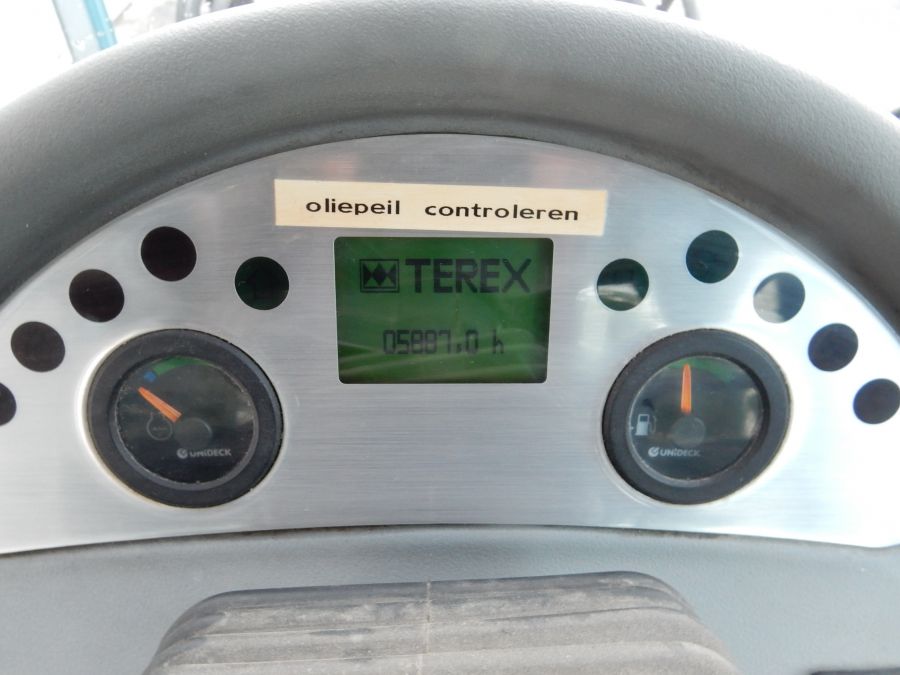 oliepeil controleren
TEREX
05887.0 h
UNIDECK
UNIDECK